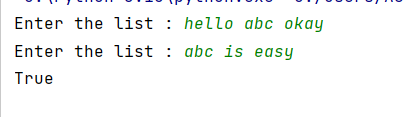 Enter the list : hello abc okay
Enter the list : abc is easy
True